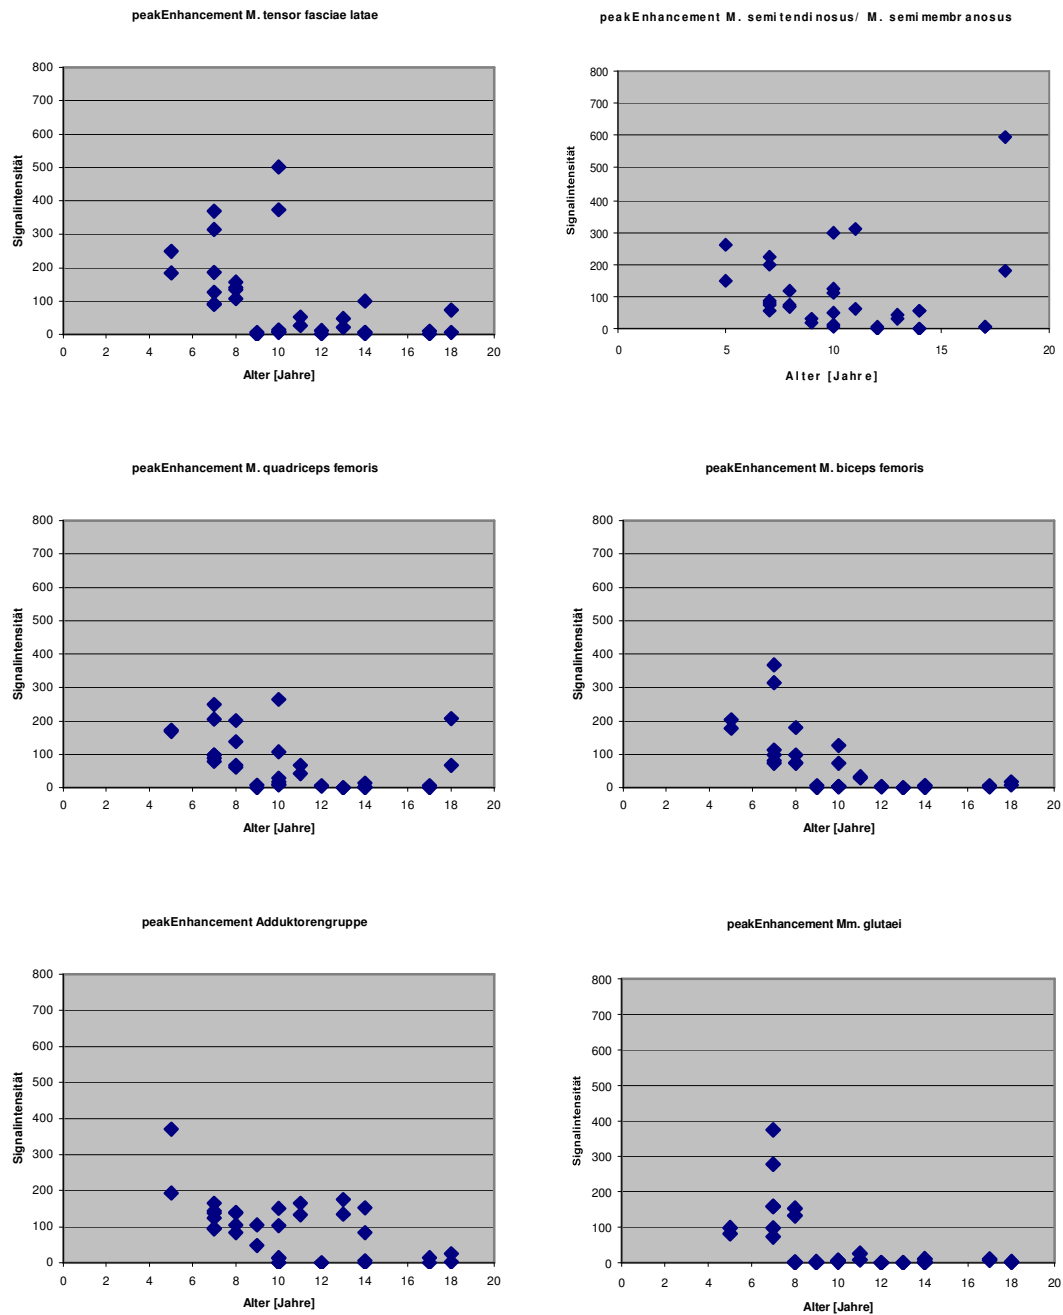 peakEnhancement M. tensor fasciae latae
800
700
600
500
400
300
200
100
0
Signalintensität
0 2 4 6 8 10 12 14 16 18 20
Alter [Jahre]
peakEnhancement M. semitendinosus/ M. semimembranosus
800
700
600
500
400
300
200
100
0
Signalintensität
0 5 10 15 20
Alter [Jahre]
peakEnhancement M. quadriceps femoris
800
700
600
500
400
300
200
100
0
Signalintensität
0 2 4 6 8 10 12 14 16 18 20
Alter [Jahre]
peakEnhancement M. biceps femoris
800
700
600
500
400
300
200
100
0
Signalintensität
0 2 4 6 8 10 12 14 16 18 20
Alter [Jahre]
peakEnhancement Adduktorengruppe
800
700
600
500
400
300
200
100
0
Signalintensität
0 2 4 6 8 10 12 14 16 18 20
Alter [Jahre]
peakEnhancement Mm. glutaei
800
700
600
500
400
300
200
100
0
Signalintensität
0 2 4 6 8 10 12 14 16 18 20
Alter [Jahre]